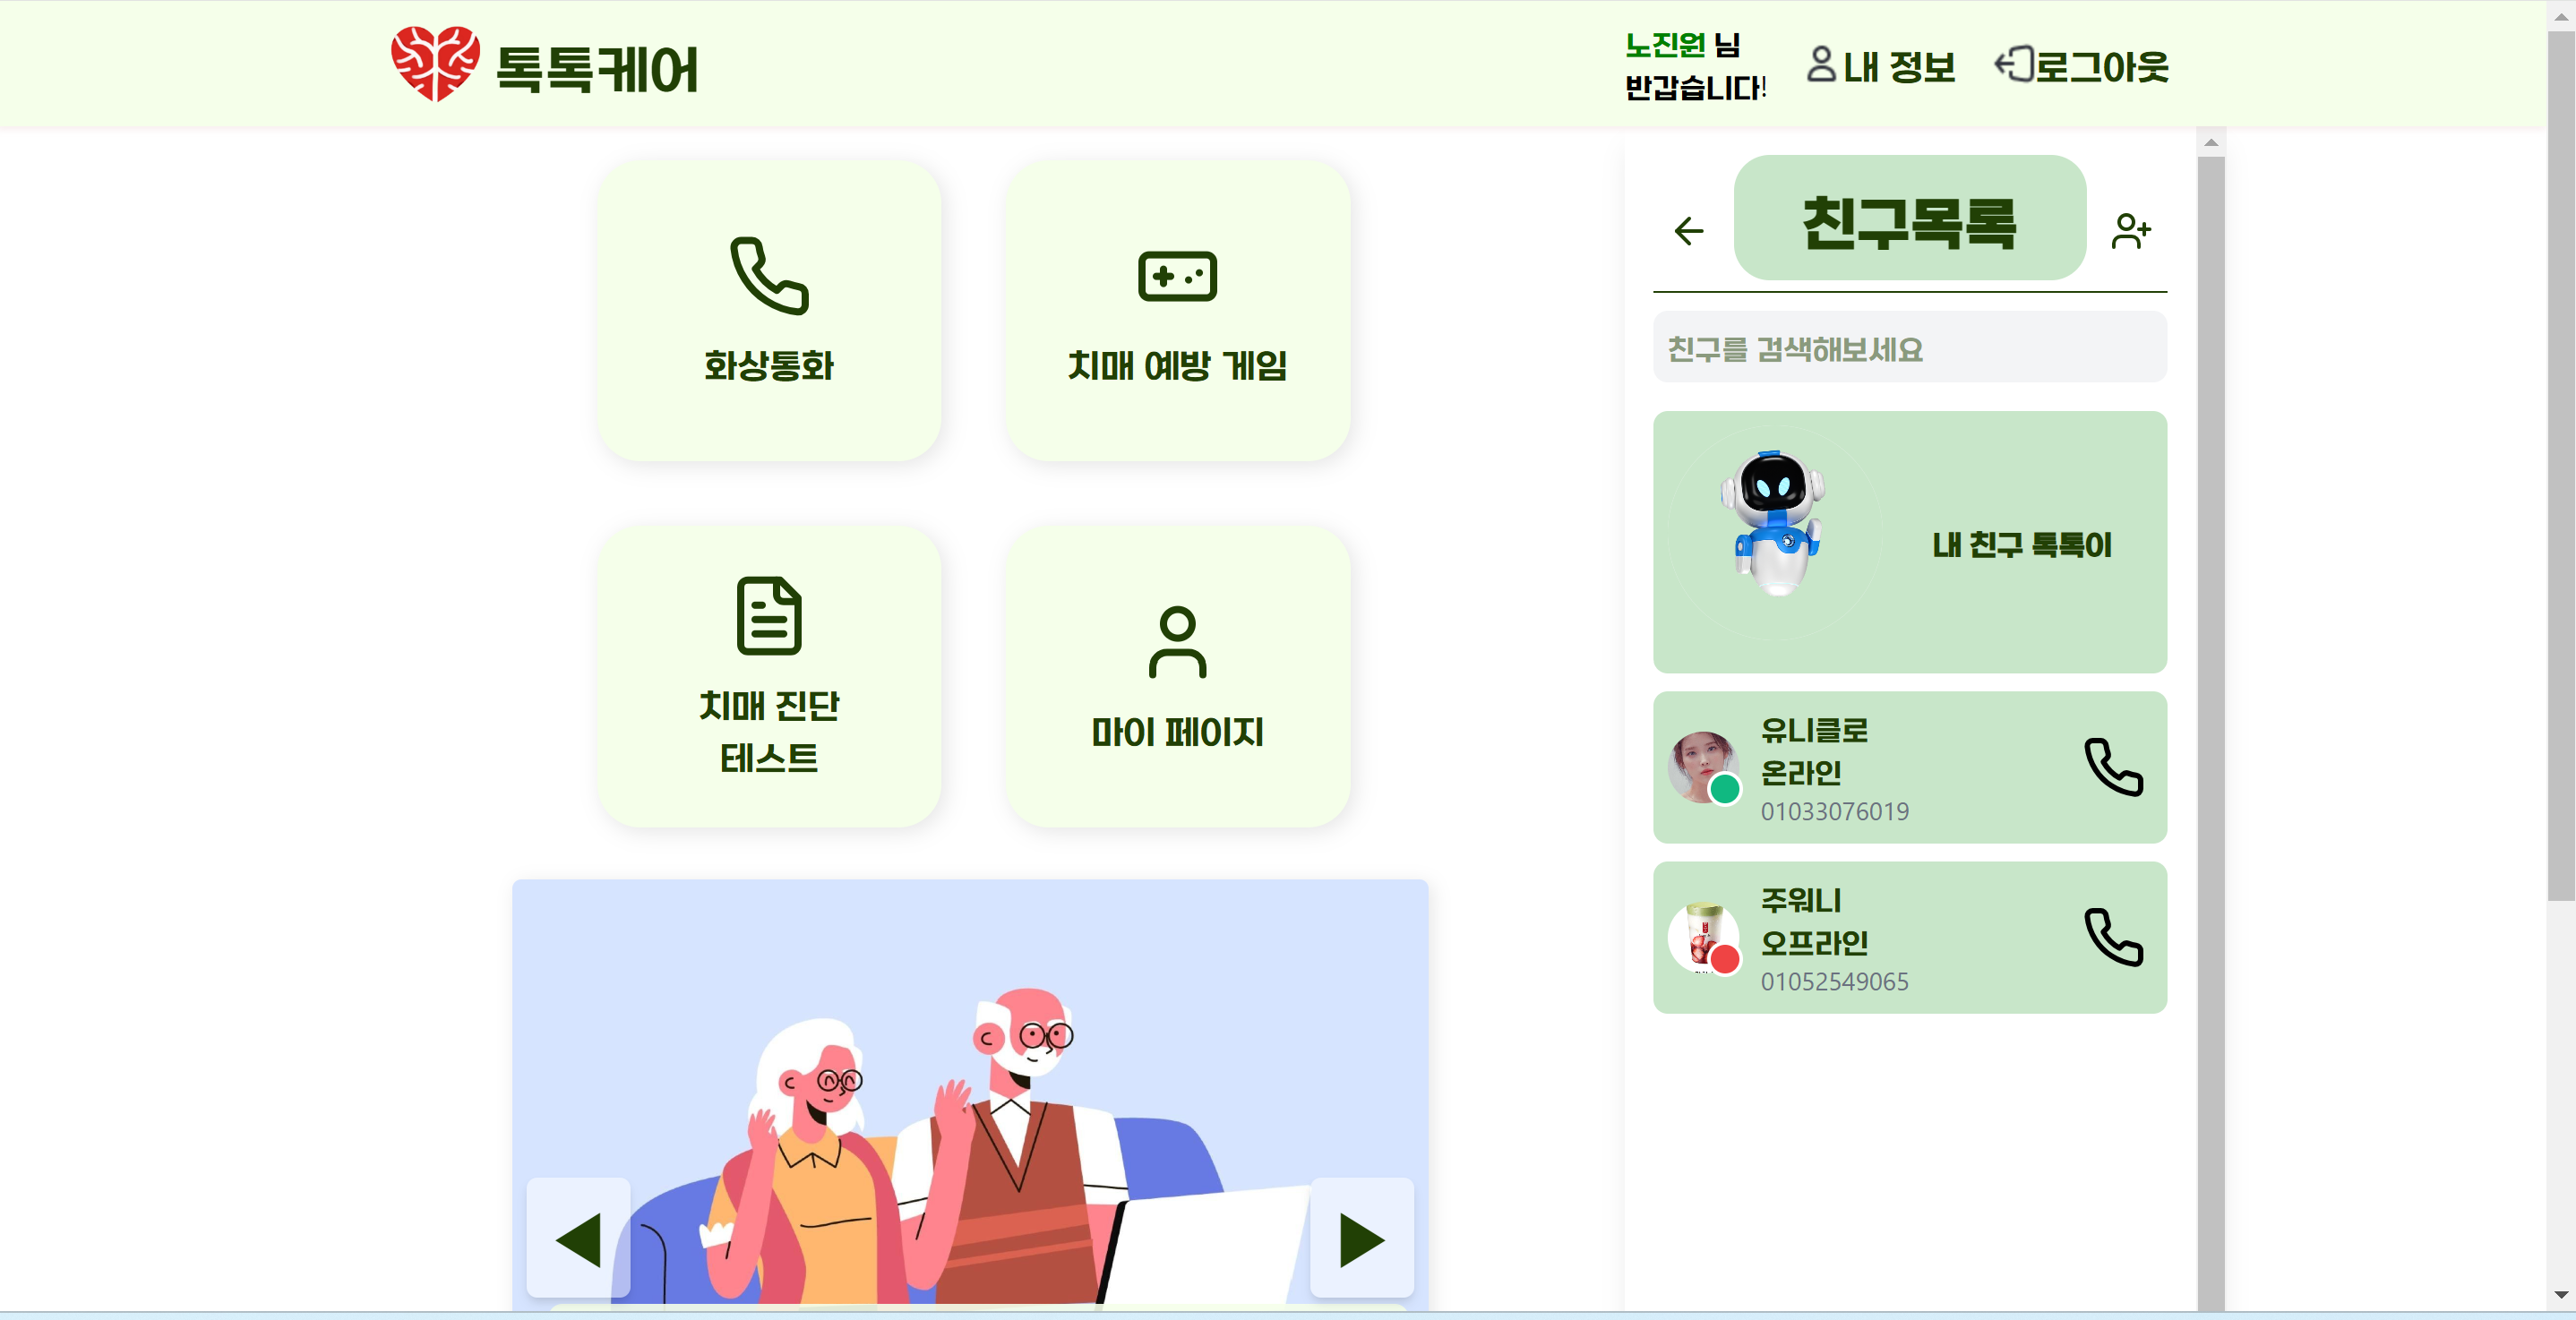 톡톡케어
노진원 님
반갑습니다!
내 정보
로그아웃
화상통화
치매 예방 게임
치매 진단
테스트
마이 페이지
친구목록
친구를 검색해보세요
내 친구 톡톡이
유니클로
온라인
01033076019
주워니
오프라인
01052549065